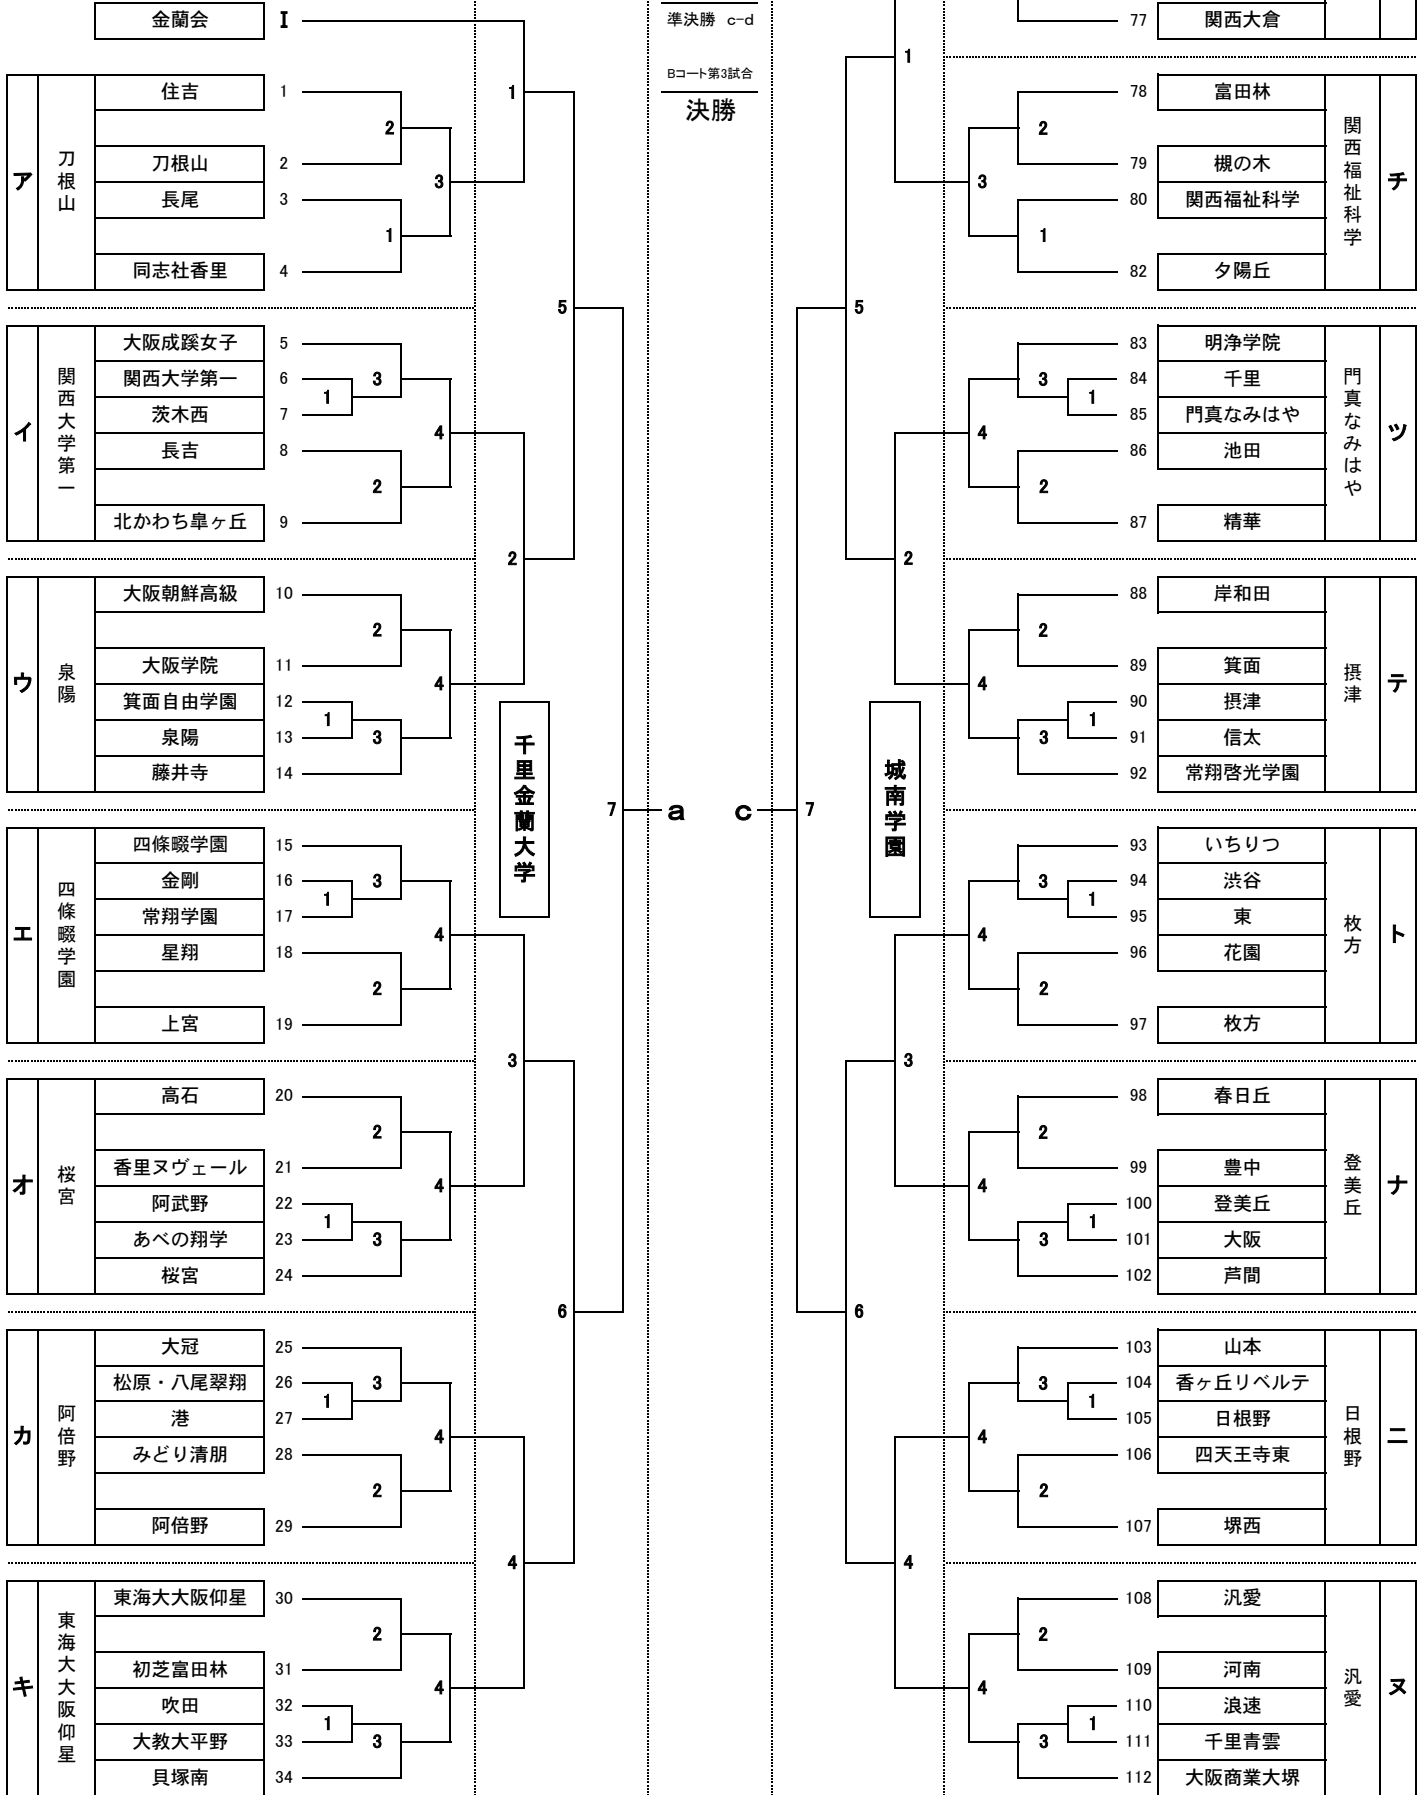 金蘭会 I
準決勝 c-d
Bコート第3試合
決勝
77 関西大倉
1
1
ア
刀根山
住吉 1
2
刀根山 2
3
長尾 3
1
同志社香里 4
5
イ
関西大学第一
大阪成蹊女子 5
関西大学第一 6
3
1
茨木西 7
4
長吉 8
2
北かわち皐ヶ丘 9
2
ウ
泉陽
大阪朝鮮高級 10
2
大阪学院 11
4
箕面自由学園 12
1
泉陽 13
3
藤井寺 14
千里金蘭大学
7
a
エ
四條畷学園
四條畷学園 15
金剛 16
3
1
常翔学園 17
4
星翔 18
2
上宮 19
3
オ
桜宮
高石 20
2
香里ヌヴェール 21
4
阿武野 22
1
あべの翔学 23
3
桜宮 24
6
カ
阿倍野
大冠 25
松原・八尾翠翔 26
3
1
港 27
4
みどり清朋 28
2
阿倍野 29
4
キ
東海大大阪仰星
東海大大阪仰星 30
2
初芝富田林 31
4
吹田 32
1
大教大平野 33
3
貝塚南 34
78 富田林
2
79 槻の木
3
80 関西福祉科学
1
82 夕陽丘
関西福祉科学
チ
5
83 明浄学院
84 千里
3
1
85 門真なみはや
4
86 池田
2
87 精華
門真なみはや
ツ
2
88 岸和田
2
89 箕面
4
90 摂津
1
91 信太
3
92 常翔啓光学園
摂津
テ
城南学園
c
7
93 いちりつ
94 渋谷
3
1
95 東
4
96 花園
2
97 枚方
枚方
ト
3
98 春日丘
2
99 豊中
4
100 登美丘
1
101 大阪
3
102 芦間
登美丘
ナ
6
103 山本
104 香ヶ丘リベルテ
3
1
105 日根野
4
106 四天王寺東
2
107 堺西
日根野
ニ
4
108 汎愛
2
109 河南
4
110 浪速
1
111 千里青雲
3
112 大阪商業大堺
汎愛
ヌ